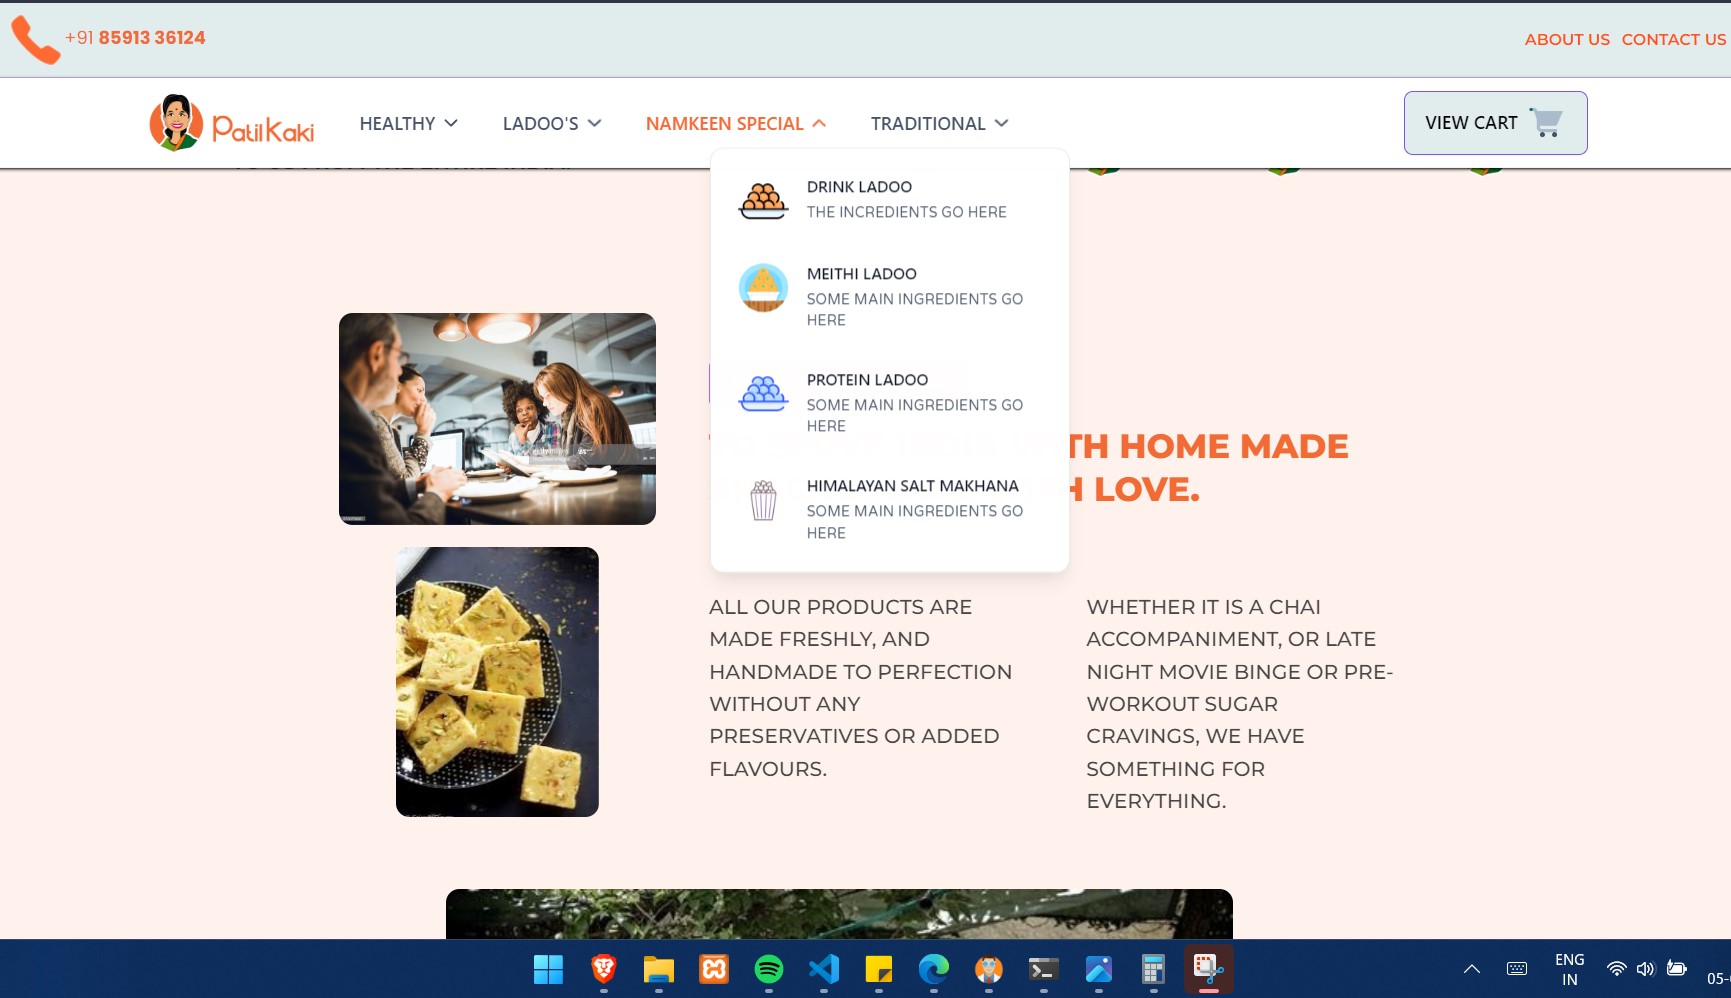 +91 85913 36124
ABOUT US CONTACT US
PatilKaki
HEALTHY LADOO'S NAMKEEN SPECIAL TRADITIONAL
VIEW CART
DRINK LADOO
THE INCREDIENTS GO HERE
MEITHI LADOO
SOME MAIN INGREDIENTS GO
HERE
PROTEIN LADOO
SOME MAIN INGREDIENTS GO
HERE
HIMALAYAN SALT MAKHANA
SOME MAIN INGREDIENTS GO
HERE
TH HOME MADE
H LOVE.
ALL OUR PRODUCTS ARE
MADE FRESHLY, AND
HANDMADE TO PERFECTION
WITHOUT ANY
PRESERVATIVES OR ADDED
FLAVOURS.
WHETHER IT IS A CHAI
ACCOMPANIMENT, OR LATE
NIGHT MOVIE BINGE OR PRE-
WORKOUT SUGAR
CRAVINGS, WE HAVE
SOMETHING FOR
EVERYTHING.
ENG
IN
05-